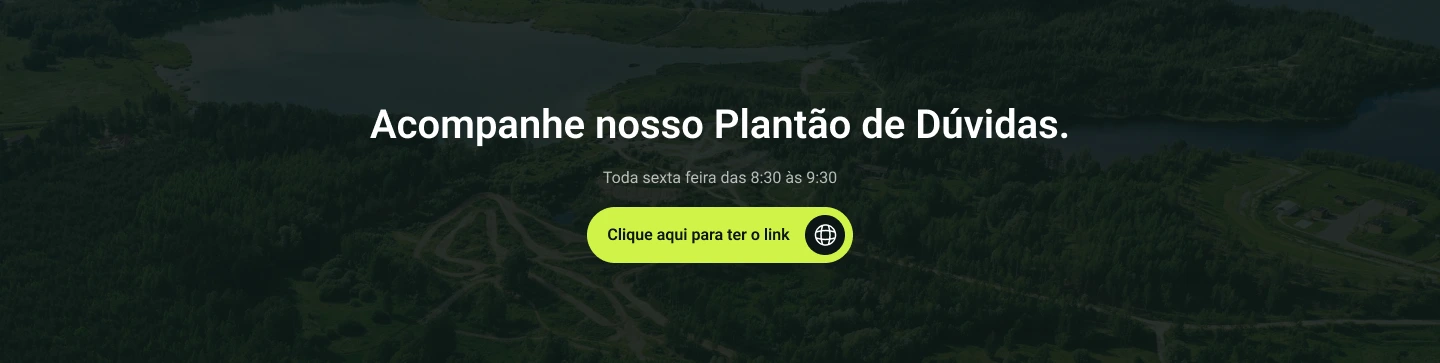 Acompanhe nosso Plantão de Dúvidas.
Toda sexta feira das 8:30 às 9:30
Clique aqui para ter o link